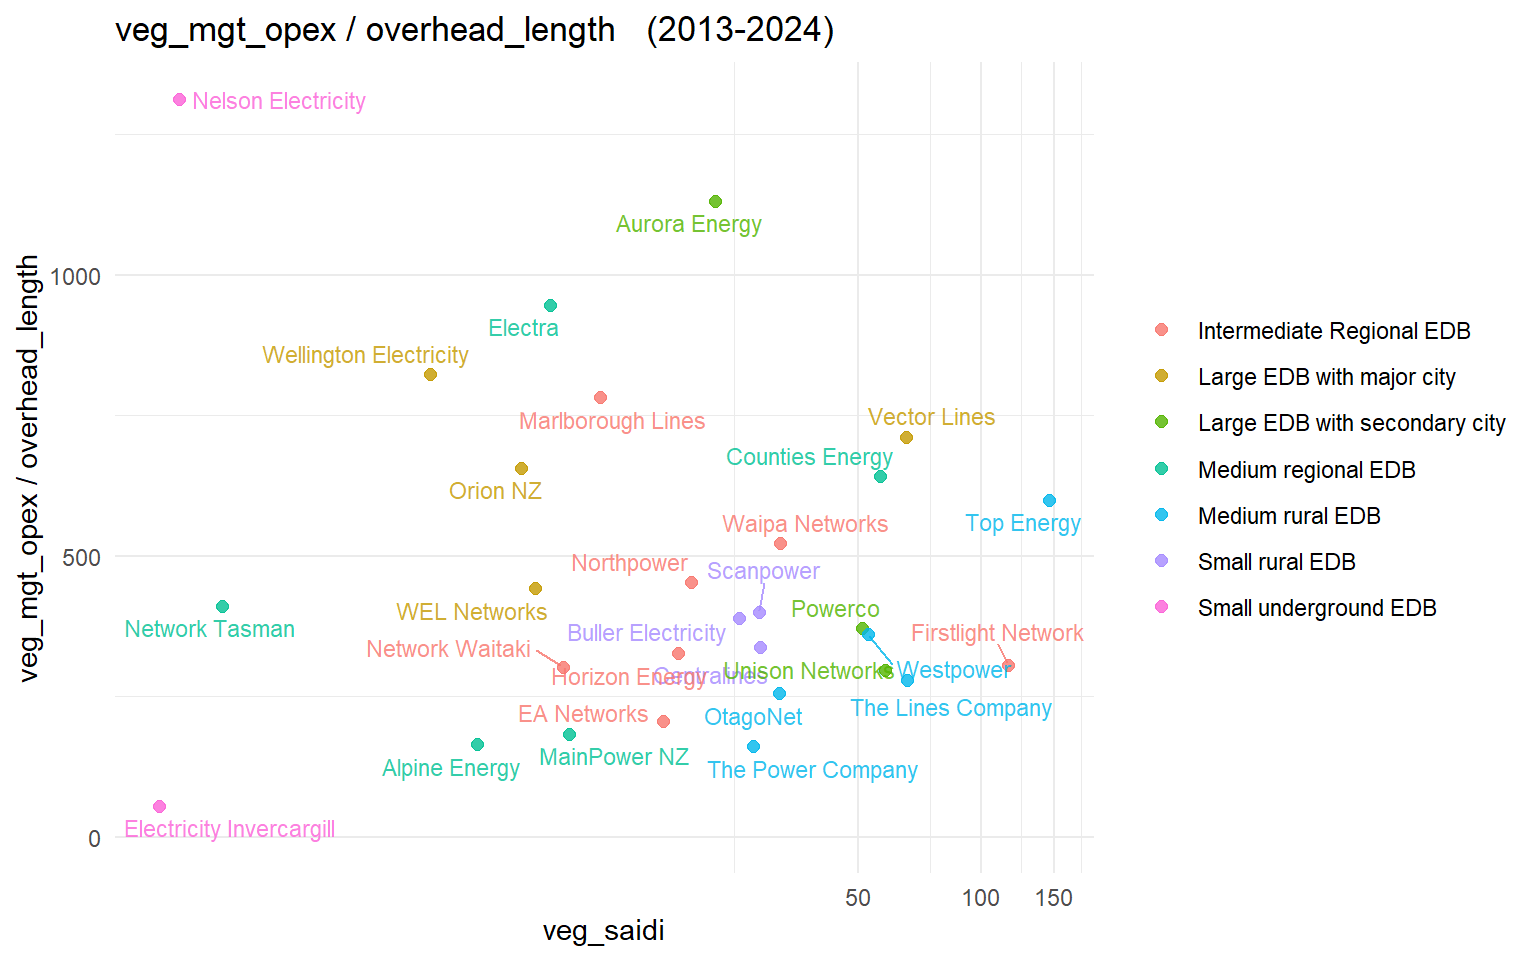 veg_mgt_opex / overhead_length (2013-2024)
Nelson Electricity
Aurora Energy
1000
Electra
Wellington Electricity
Marlborough Lines
Vector Lines
Counties Energy
Orion NZ
Top Energy
Waipa Networks
500
Northpower
Scanpower
WEL Networks
Powerco
Network Tasman
Buller Electricity
Firstlight Network
Network Waitaki
Horizon Energy
Centralines
Unison Networks
Westpower
EA Networks
OtagoNet
The Lines Company
MainPower NZ
Alpine Energy
The Power Company
Electricity Invercargill
0
50
100
150
veg_saidi
veg_mgt_opex / overhead_length
Intermediate Regional EDB
Large EDB with major city
Large EDB with secondary city
Medium regional EDB
Medium rural EDB
Small rural EDB
Small underground EDB